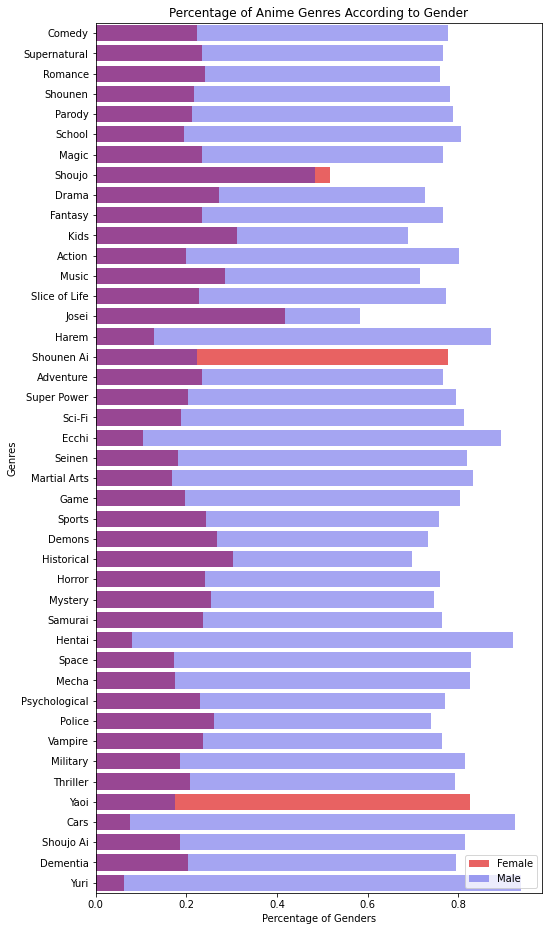 Percentage of Anime Genres According to Gender
Comedy
Supernatural
Romance
Shounen
Parody
School
Magic
Shoujo
Drama
Fantasy
Kids
Action
Music
Slice of Life
Josei
Harem
Shounen Ai
Adventure
Super Power
Sci-Fi
Ecchi
Seinen
Martial Arts
Game
Sports
Demons
Historical
Horror
Mystery
Samurai
Hentai
Space
Mecha
Psychological
Police
Vampire
Military
Thriller
Yaoi
Cars
Shoujo Ai
Dementia
Yuri
Genres
Female
Male
0.0 0.2 0.4 0.6 0.8
Percentage of Genders